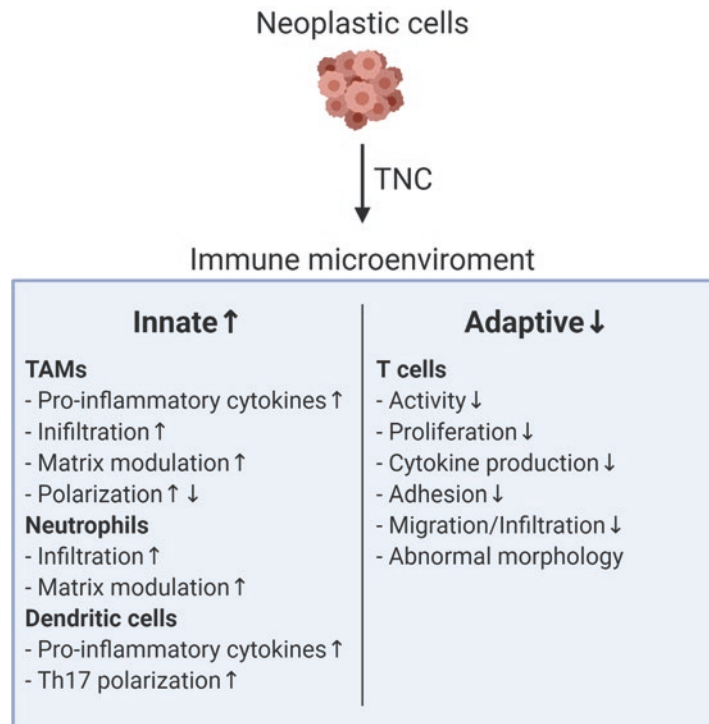 Neoplastic cells
TNC
Immune microenviroment
Innate↑
TAMs
- Pro-inflammatory cytokines↑
- Inifiltration↑
- Matrix modulation↑
- Polarization↑↓
Neutrophils
- Infiltration↑
- Matrix modulation↑
Dendritic cells
- Pro-inflammatory cytokines↑
- Th17 polarization↑
Adaptive↓
T cells
- Activity↓
- Proliferation↓
- Cytokine production↓
- Adhesion↓
- Migration/Infiltration↓
- Abnormal morphology